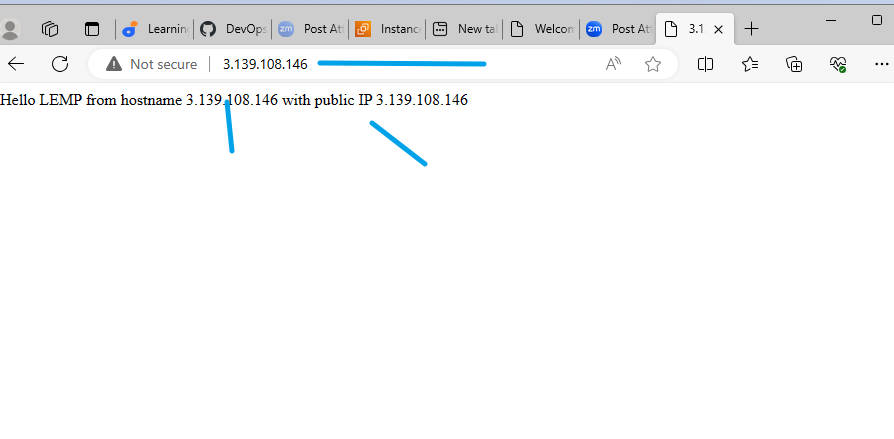 Learnin
DevOps
Post Att
Instanc
New tal
Welcon
Post Att
3.1
Not secure
3.139.108.146
Hello LEMP from hostname 3.139.108.146 with public IP 3.139.108.146